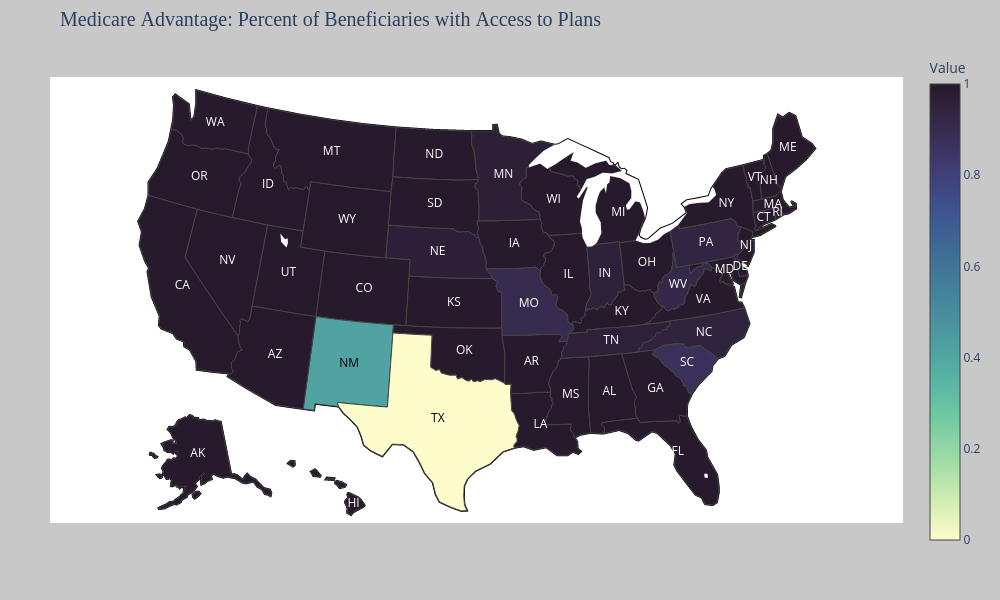 Medicare Advantage: Percent of Beneficiaries with Access to Plans
Value
1
0.8
0.6
0.4
0.2
0
WA
OR
ID
MT
ND
MN
SD
WY
NE
IA
WI
MI
NY
VT
NH
ME
MA
CT
RI
PA
NJ
OH
IN
IL
CA
NV
UT
CO
KS
MO
KY
WV
VA
MD
DE
NC
TN
SC
AZ
NM
OK
AR
TX
LA
MS
AL
GA
FL
AK
HI